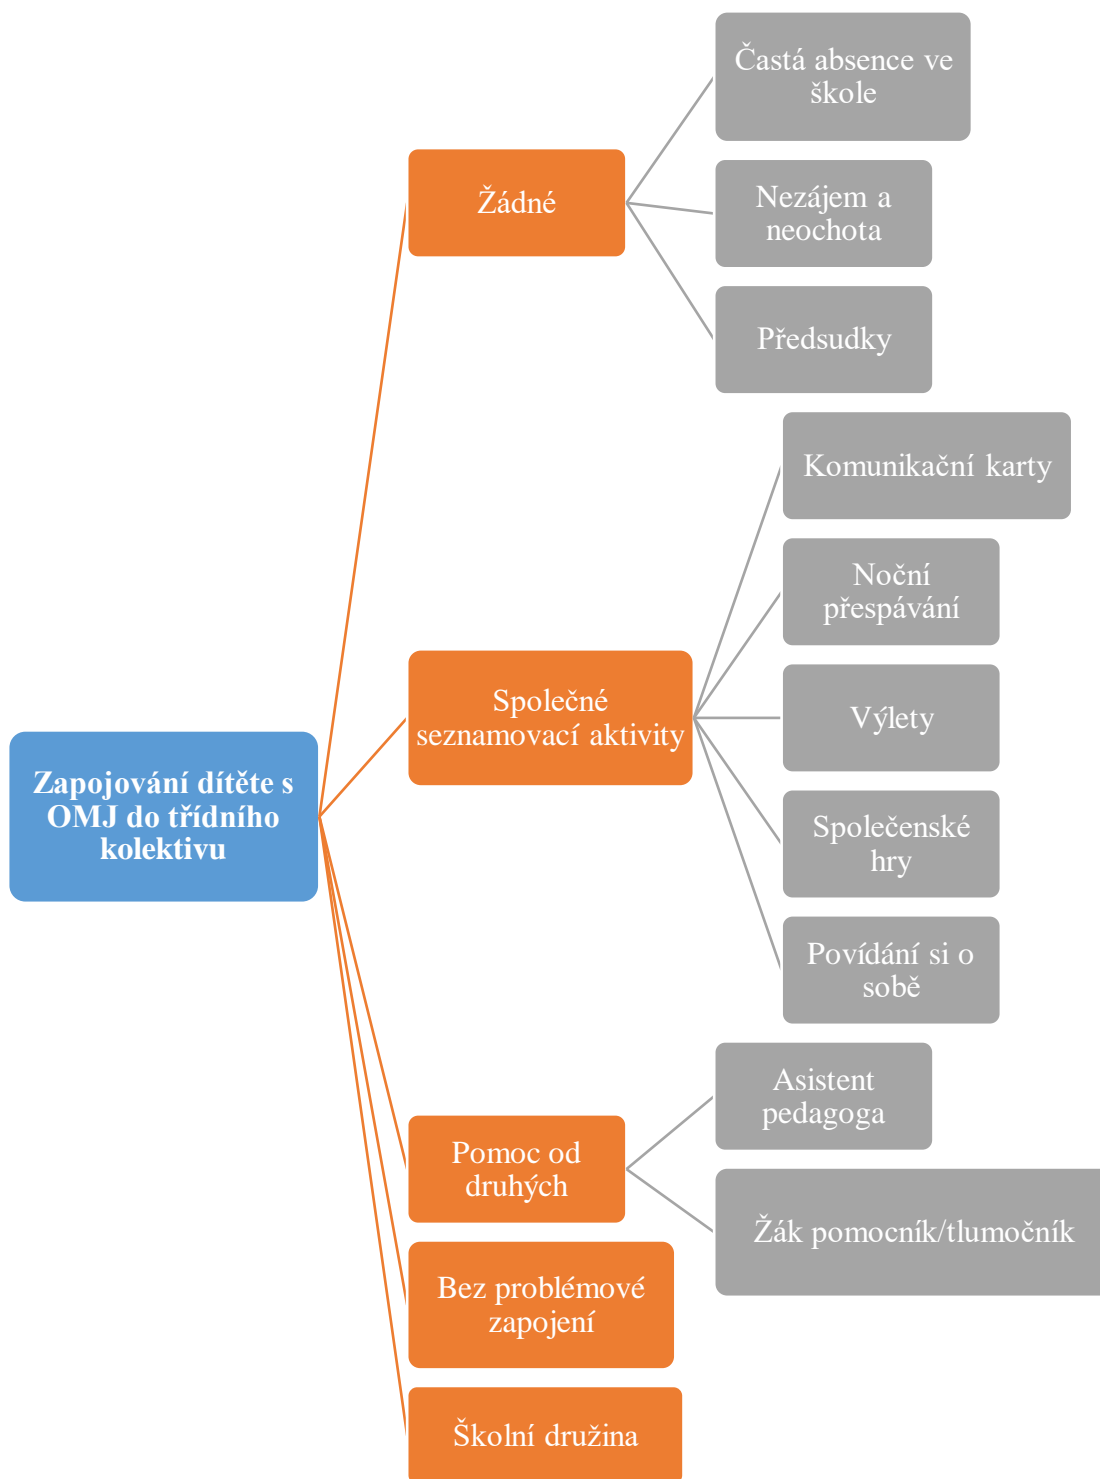 Zapojování dítěte s
OMJ do třídního
kolektivu
Žádné
Častá absence ve
škole
Nezájem a
neochota
Předsudky
Společné
seznamovací aktivity
Komunikační karty
Noční
přespávání
Výlety
Společenské
hry
Povídání si o
sobě
Pomoc od
druhých
Asistent
pedagoga
Žák pomocník/tlumočník
Bez problémové
zapojení
Školní družina